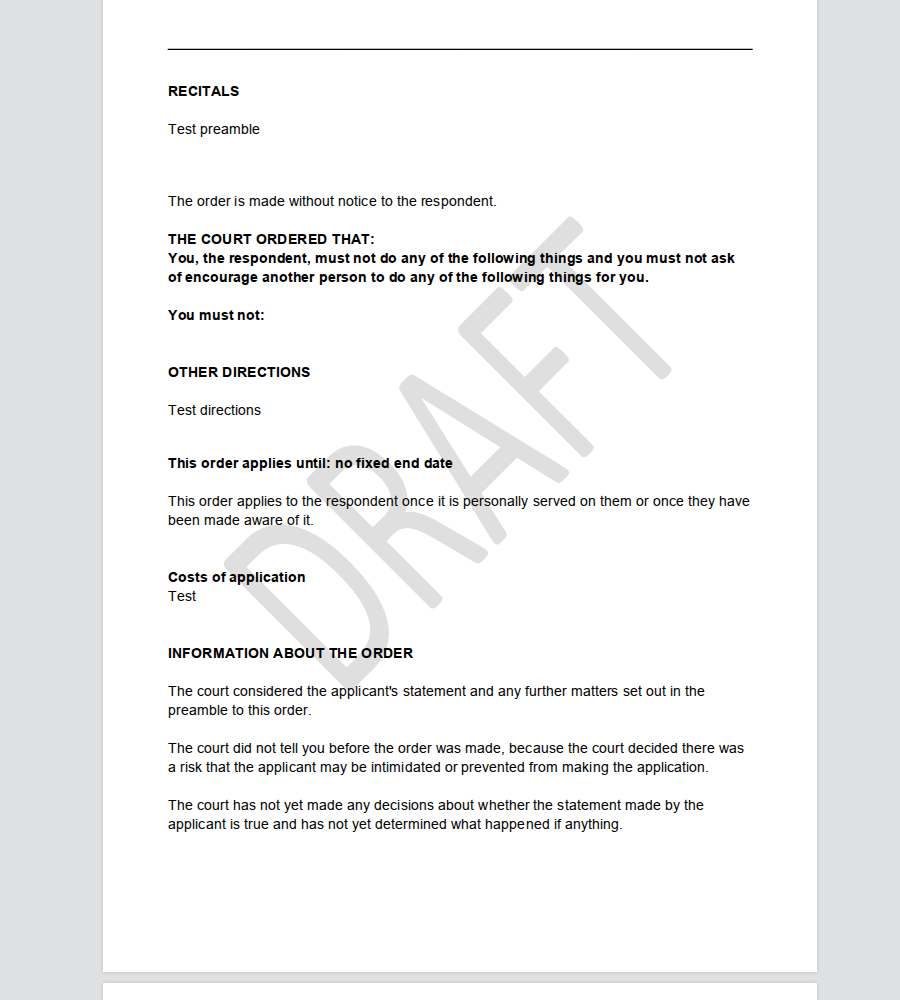 RECITALS
Test preamble
The order is made without notice to the respondent.
THE COURT ORDERED THAT:
You, the respondent, must not do any of the following things and you must not ask
of encourage another person to do any of the following things for you.
You must not:
OTHER DIRECTIONS
Test directions
This order applies until: no fixed end date
This order applies to the respondent once it is personally served on them or once they have
been made aware of it.
Costs of application
Test
INFORMATION ABOUT THE ORDER
The court considered the applicant's statement and any further matters set out in the
preamble to this order.
The court did not tell you before the order was made, because the court decided there was
a risk that the applicant may be intimidated or prevented from making the application.
The court has not yet made any decisions about whether the statement made by the
applicant is true and has not yet determined what happened if anything.
DRAFT